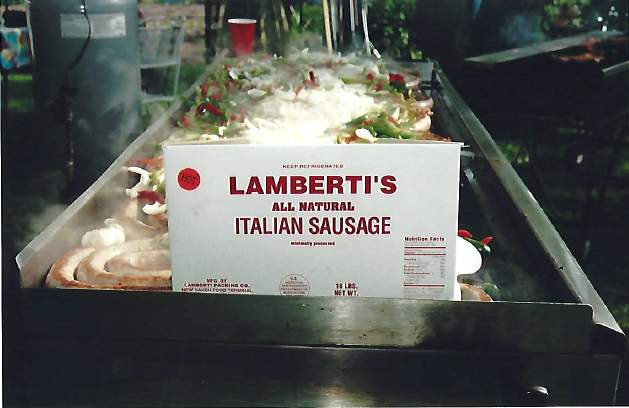 KEEP REFRIGERATED
HOT
LAMBERTI'S
ALL NATURAL
ITALIAN SAUSAGE
minimally processed
Nutrition Facts
MFG. BY
LAMBERTI PACKING CO.
NEW HAVEN FOOD TERMINAL
U.S.
10 LBS.
NET WT.